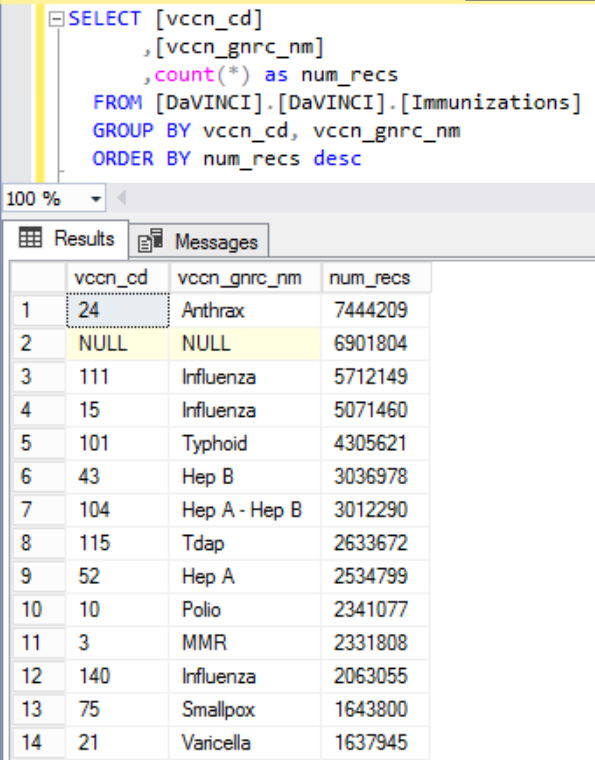 SELECT [vccn_cd]
,[vccn_gnrc_nm]
,count(*) as num_recs
FROM [DaVINCI].[DaVINCI].[Immunizations]
GROUP BY vccn_cd, vccn_gnrc_nm
ORDER BY num_recs desc
100 %
Results Messages
vccn_cd vccn_gnrc_nm num_recs
1 24 Anthrax 7444209
2 NULL NULL 6901804
3 111 Influenza 5712149
4 15 Influenza 5071460
5 101 Typhoid 4305621
6 43 Hep B 3036978
7 104 Hep A - Hep B 3012290
8 115 Tdap 2633672
9 52 Hep A 2534799
10 10 Polio 2341077
11 3 MMR 2331808
12 140 Influenza 2063055
13 75 Smallpox 1643800
14 21 Varicella 1637945